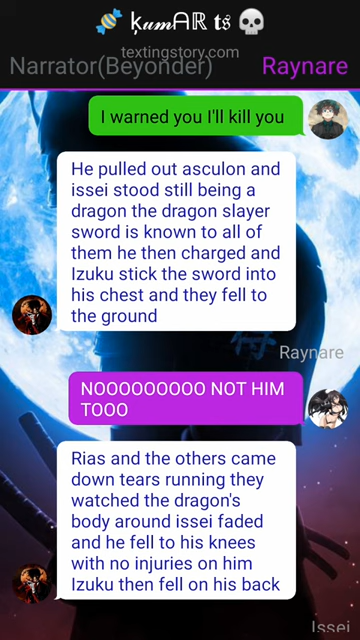 🍬 ķ𝓾𝓶ᗩℝ 𝐭𝔰 💀
textingstory.com
Narrator(Beyonder) Raynare
I warned you I'll kill you
He pulled out asculon and
issei stood still being a
dragon the dragon slayer
sword is known to all of
them he then charged and
Izuku stick the sword into
his chest and they fell to
the ground
Raynare
NOOOOOOOOO NOT HIM
TOOO
Rias and the others came
down tears running they
watched the dragon's
body around issei faded
and he fell to his knees
with no injuries on him
Izuku then fell on his back
Issei